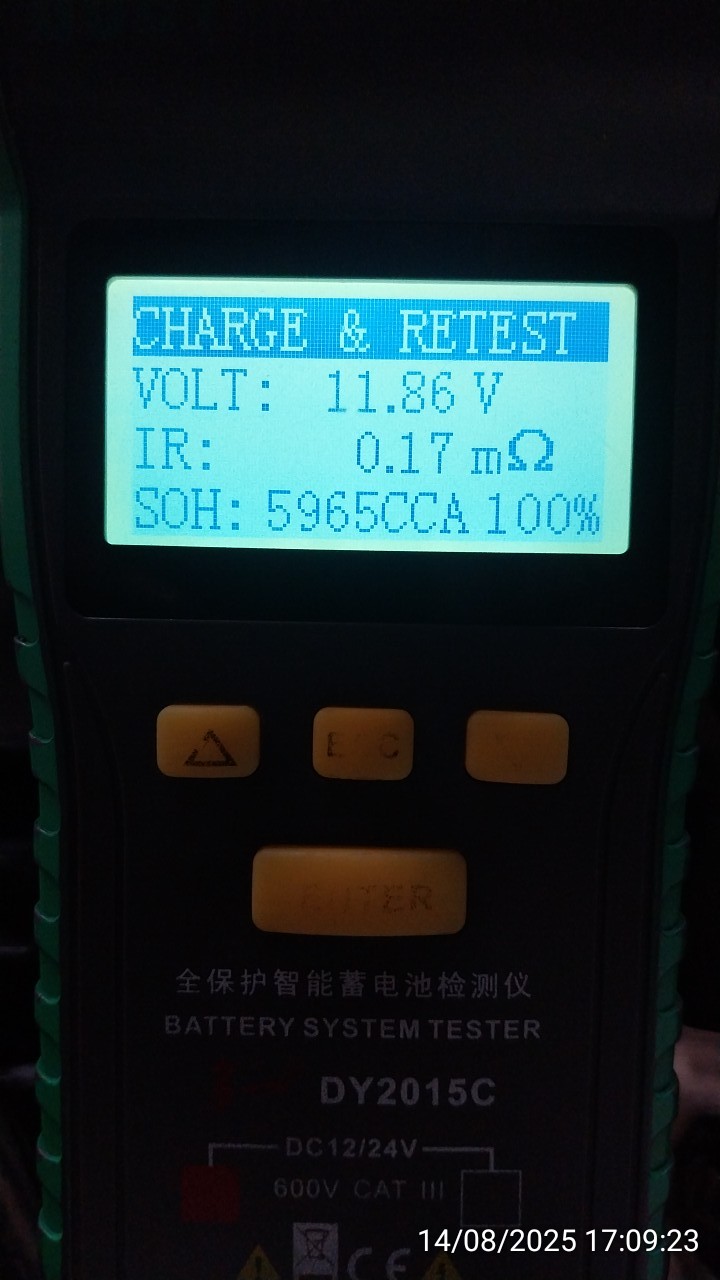 CHARGE & RETEST
VOLT: 11.86 V
IR: 0.17 mΩ
SOH: 5965CCA 100%
ENTER
全保护智能蓄电池检测仪
BATTERY SYSTEM TESTER
DY2015C
DC12/24V
600V CAT III
CE
14/08/2025 17:09:23